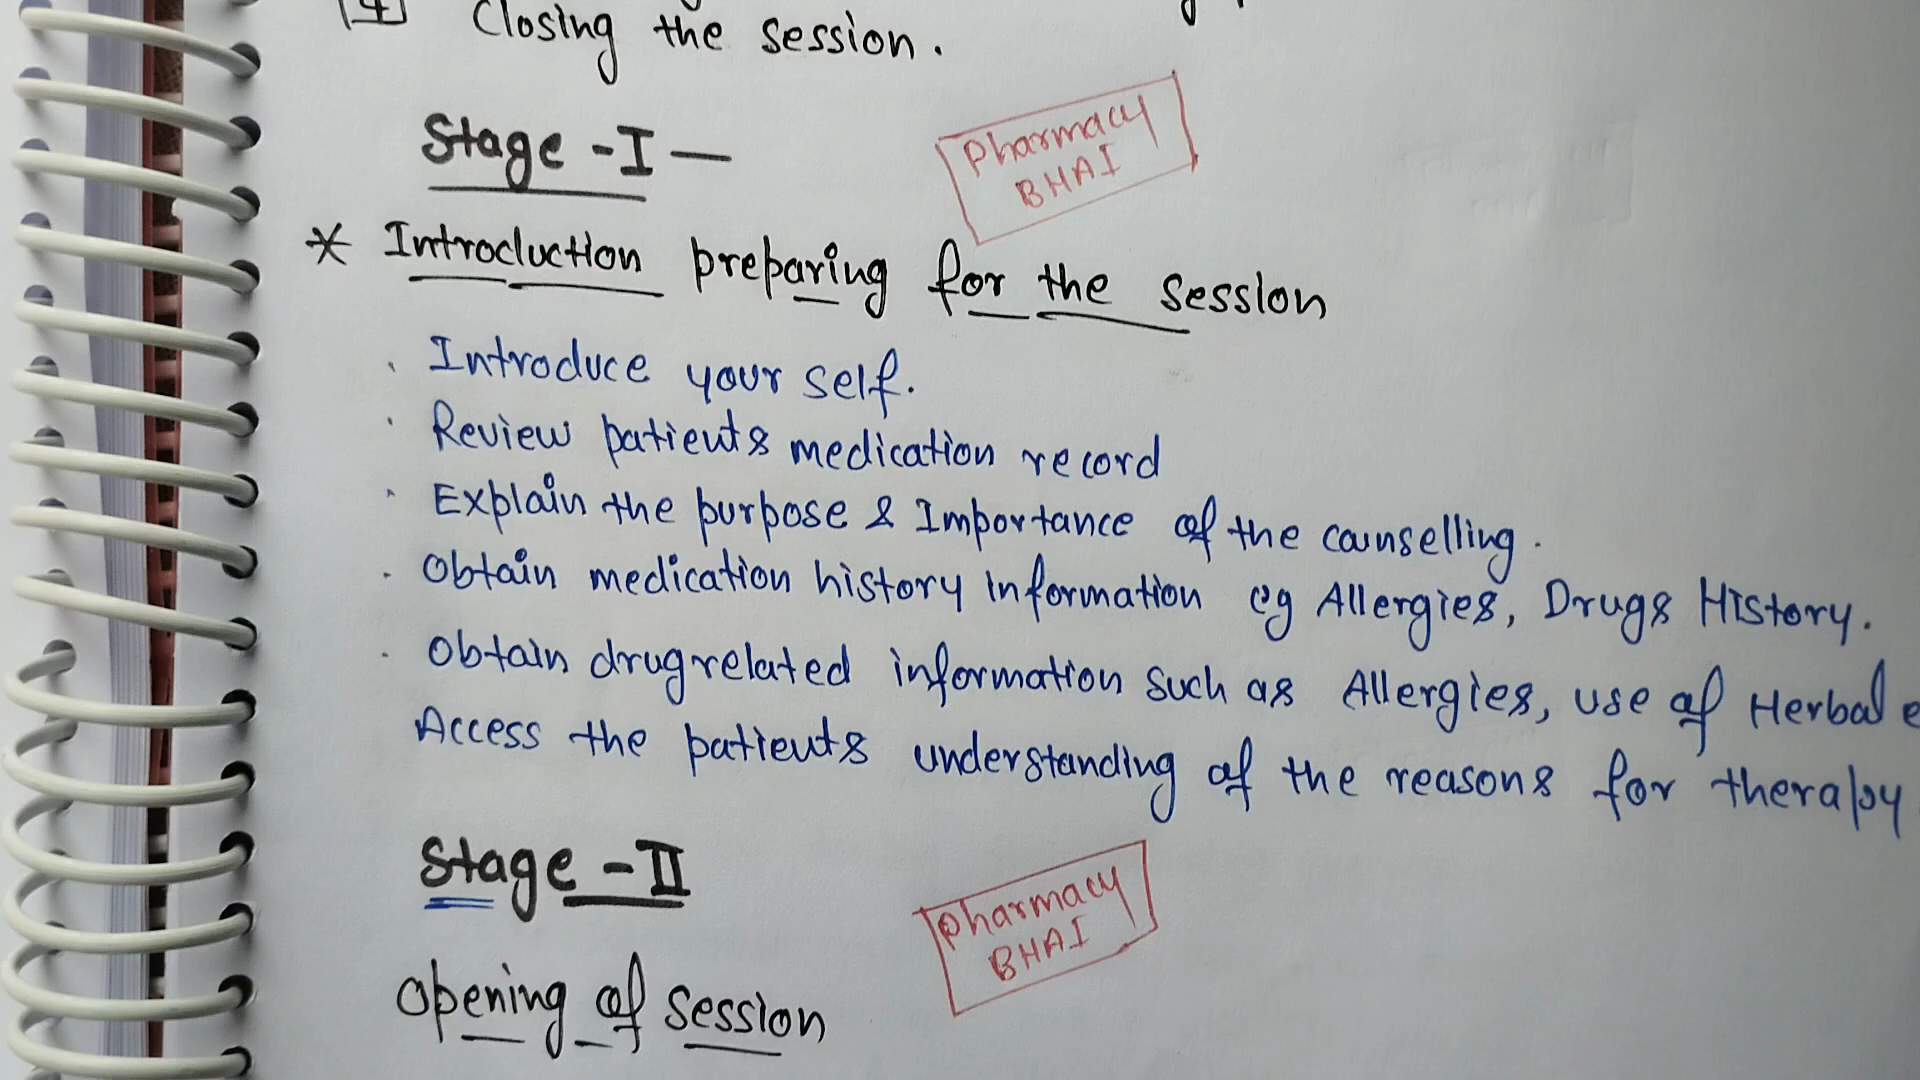 4 Closing the session.
Stage - I —
Pharmacy
BHAI
* Introduction preparing for the session
. Introduce your self.
. Review patients medication record
. Explain the purpose & Importance of the counselling.
. Obtain medication history information eg Allergies, Drugs History.
. Obtain drug related information such as Allergies, use of Herbal e
Access the patients understanding of the reasons for therapy
Stage - II
Pharmacy
BHAI
Opening of session